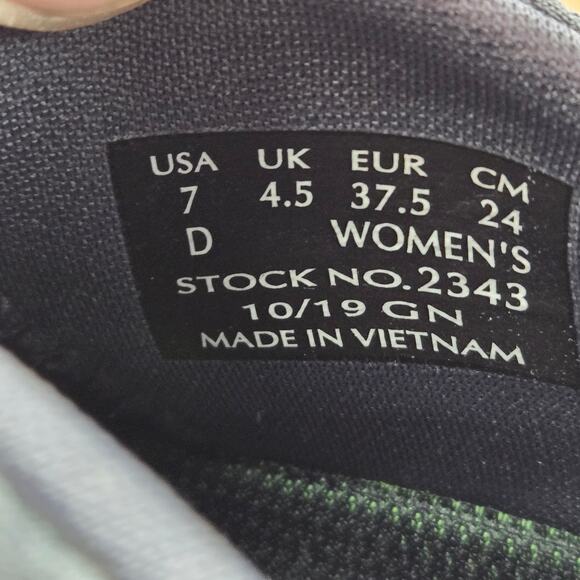 USA UK EUR CM
7 4.5 37.5 24
D WOMEN'S
STOCK NO.2343
10/19 GN
MADE IN VIETNAM